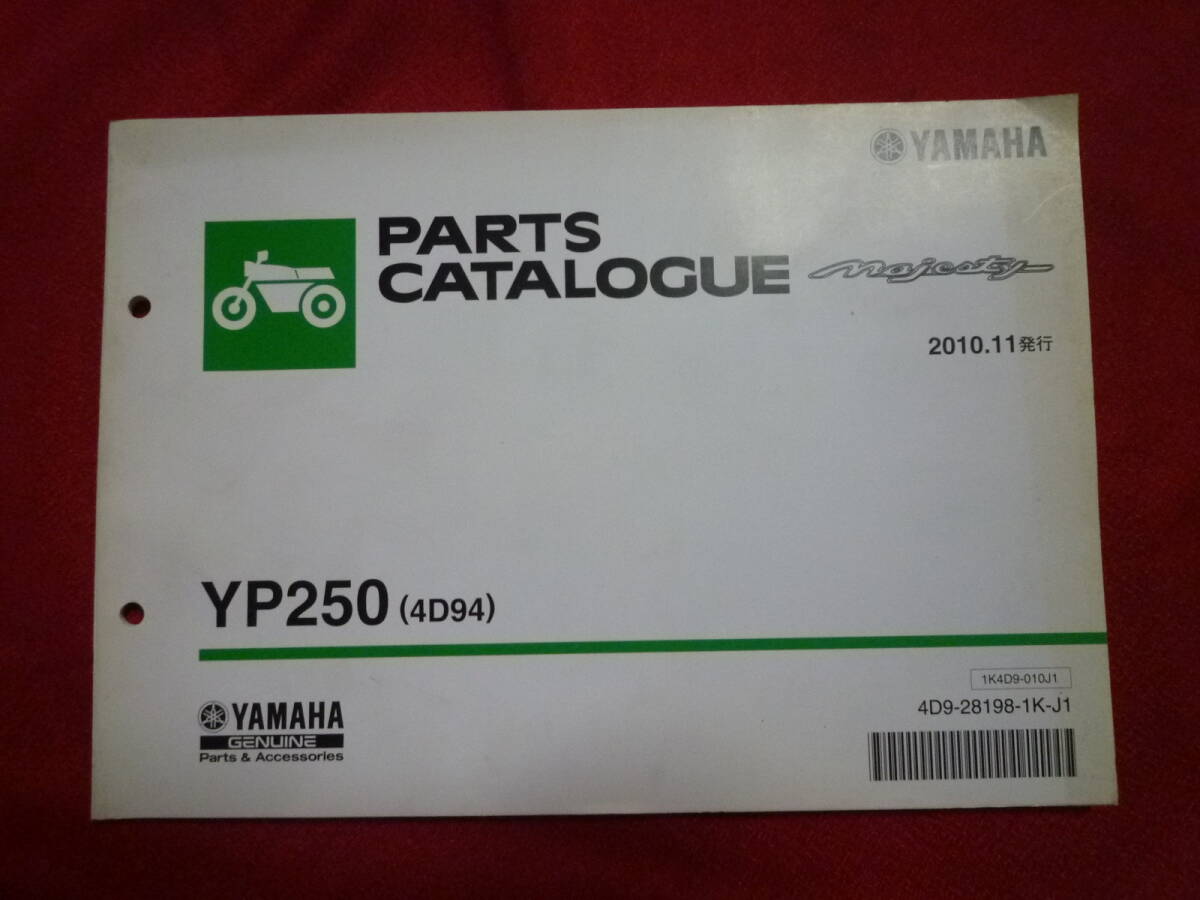 YAMAHA
PARTS
CATALOGUE
Majesty
2010.11発行
YP250 (4D94)
1K4D9-010J1
4D9-28198-1K-J1
YAMAHA
GENUINE
Parts & Accessories